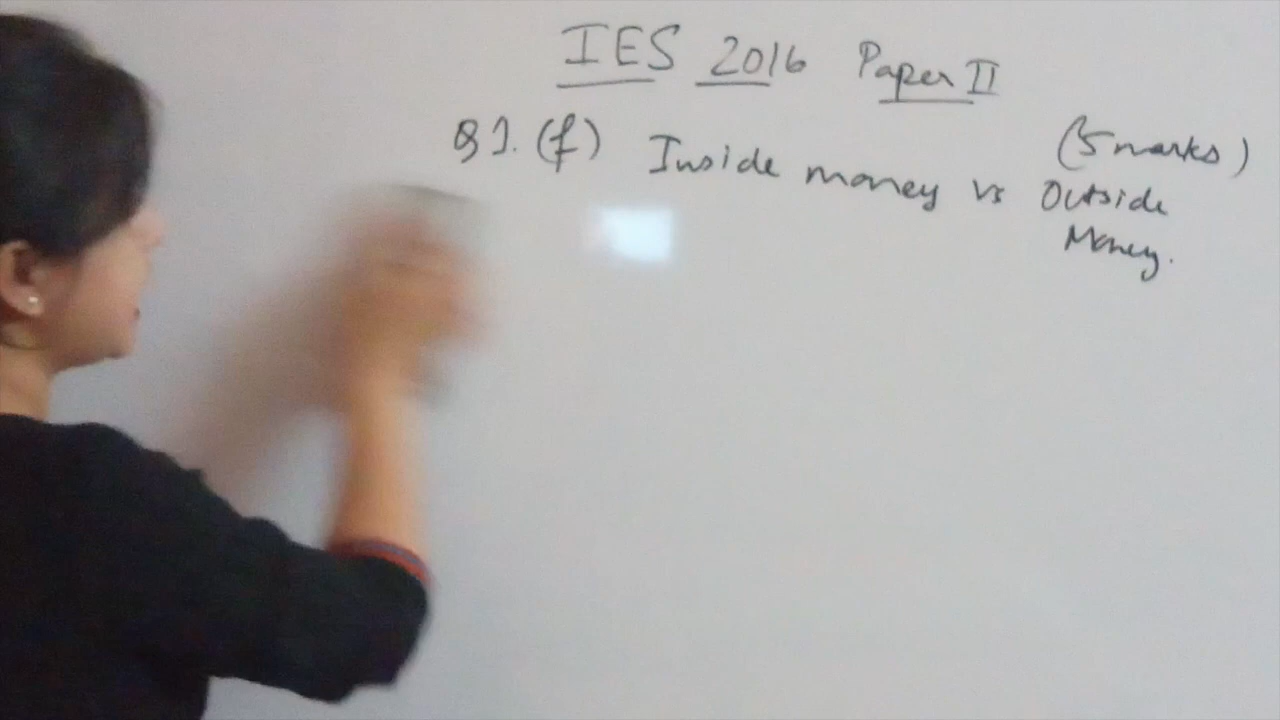 IES 2016 Paper II
Q1. (f) Inside money vs Outside (5 marks)
Money.